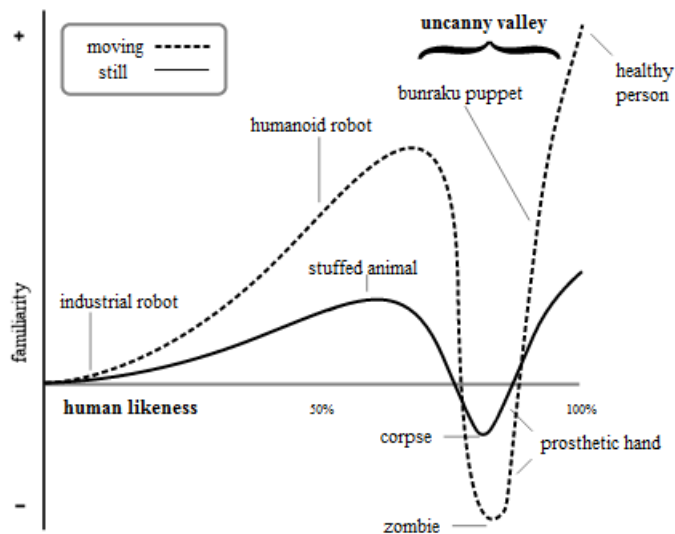 uncanny valley
+
moving
still
healthy
person
bunraku puppet
humanoid robot
stuffed animal
industrial robot
familiarity
human likeness
50%
100%
corpse
prosthetic hand
−
zombie